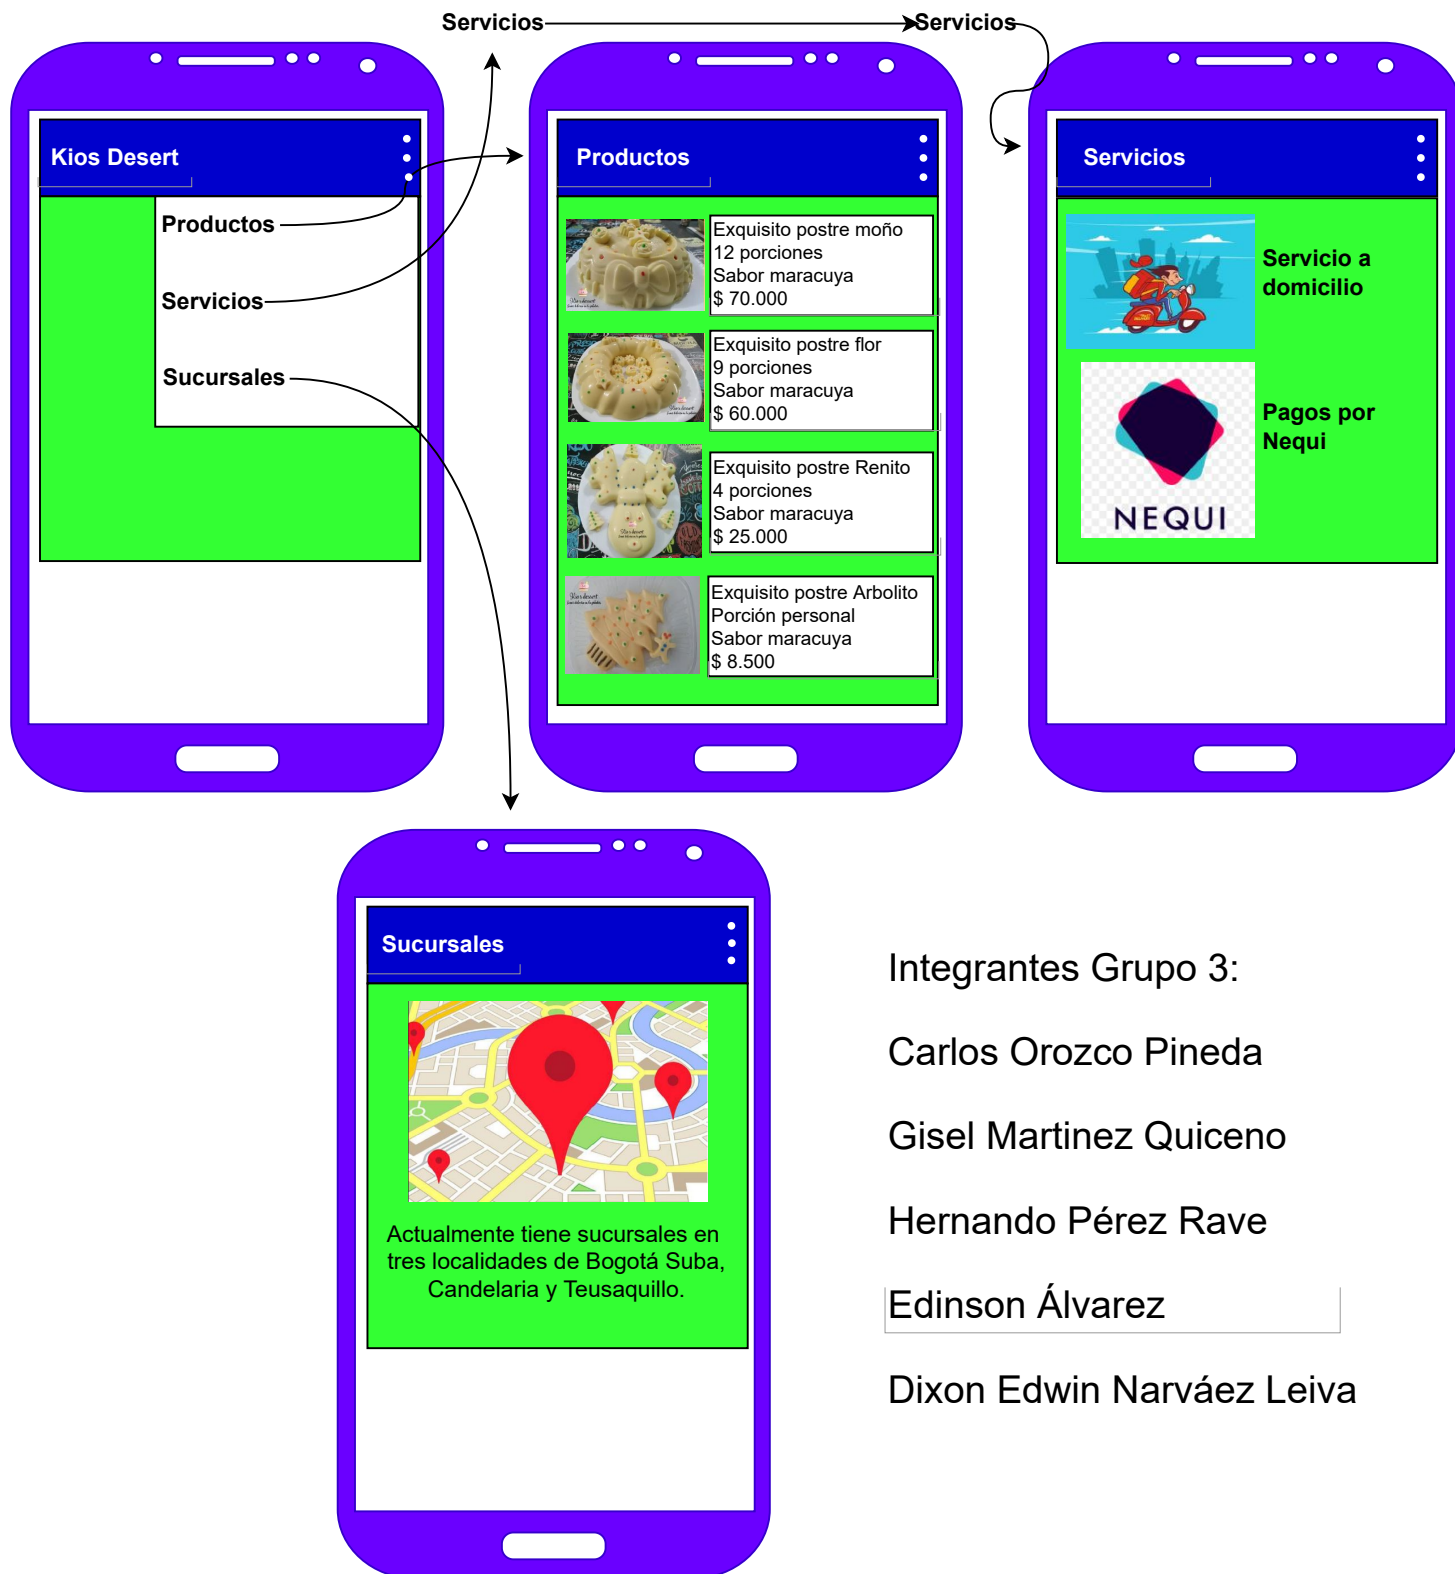 Servicios
Servicios
Kios Desert
Productos
Servicios
Sucursales
Productos
Exquisito postre moño
12 porciones
Sabor maracuya
$ 70.000
Exquisito postre flor
9 porciones
Sabor maracuya
$ 60.000
Exquisito postre Renito
4 porciones
Sabor maracuya
$ 25.000
Exquisito postre Arbolito
Porción personal
Sabor maracuya
$ 8.500
Servicios
Servicio a
domicilio
Pagos por
Nequi
NEQUI
Sucursales
Actualmente tiene sucursales en
tres localidades de Bogotá Suba,
Candelaria y Teusaquillo.
Integrantes Grupo 3:
Carlos Orozco Pineda
Gisel Martinez Quiceno
Hernando Pérez Rave
Edinson Álvarez
Dixon Edwin Narváez Leiva